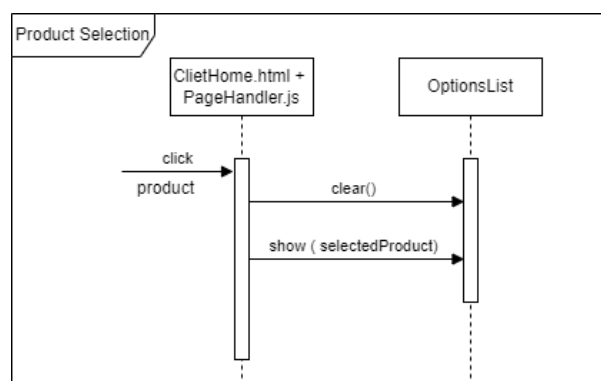 Product Selection
ClietHome.html +
PageHandler.js
OptionsList
click
product
clear()
show ( selectedProduct)